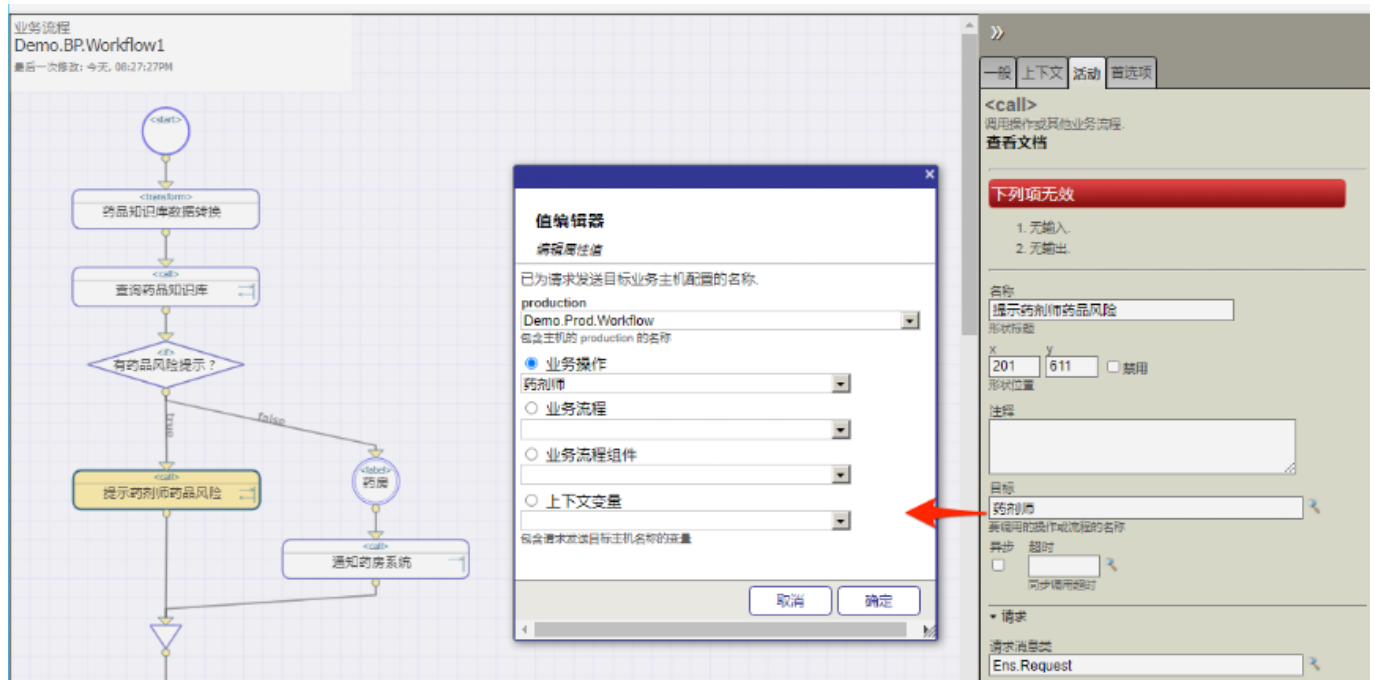 业务流程
Demo.BP.Workflow1
最后一次修改: 今天, 08:27:27PM
<start>
<transform>
药品知识库数据转换
<call>
查询药品知识库
<if>
有药品风险提示？
true
false
<call>
提示药剂师药品风险
<label>
药房
<call>
通知药房系统
值编辑器
编辑属性值
已为请求发送目标业务主机配置的名称.
production
Demo.Prod.Workflow
包含主机的 production 的名称
业务操作
药剂师
业务流程
业务流程组件
上下文变量
包含请求发送目标主机名称的变量
取消
确定
一般
上下文
活动
首选项
<call>
调用操作或其他业务流程.
查看文档
下列项无效
1. 无输入.
2. 无输出.
名称
提示药剂师药品风险
形状标题
x y
201 611 禁用
形状位置
注释
目标
药剂师
要调用的操作或流程的名称
异步 超时
同步调用超时
请求
请求消息类
Ens.Request